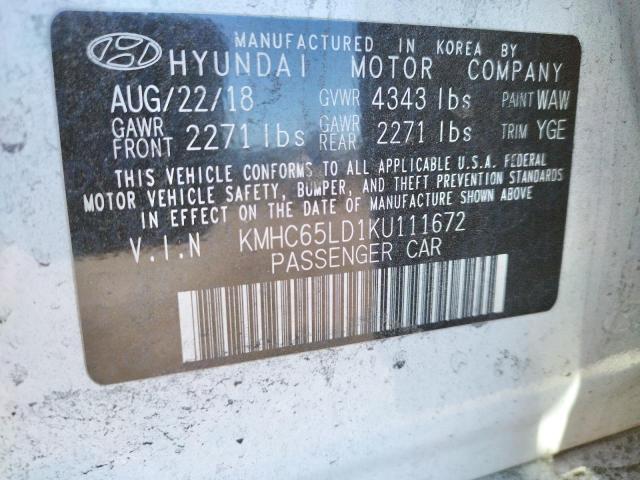 MANUFACTURED IN KOREA BY
HYUNDAI MOTOR COMPANY
AUG/22/18 GVWR 4343 lbs PAINT WAW
GAWR FRONT 2271 lbs GAWR REAR 2271 lbs TRIM YGE
THIS VEHICLE CONFORMS TO ALL APPLICABLE U.S.A. FEDERAL
MOTOR VEHICLE SAFETY, BUMPER, AND THEFT PREVENTION STANDARDS
IN EFFECT ON THE DATE OF MANUFACTURE SHOWN ABOVE
V.I.N KMHC65LD1KU111672
PASSENGER CAR